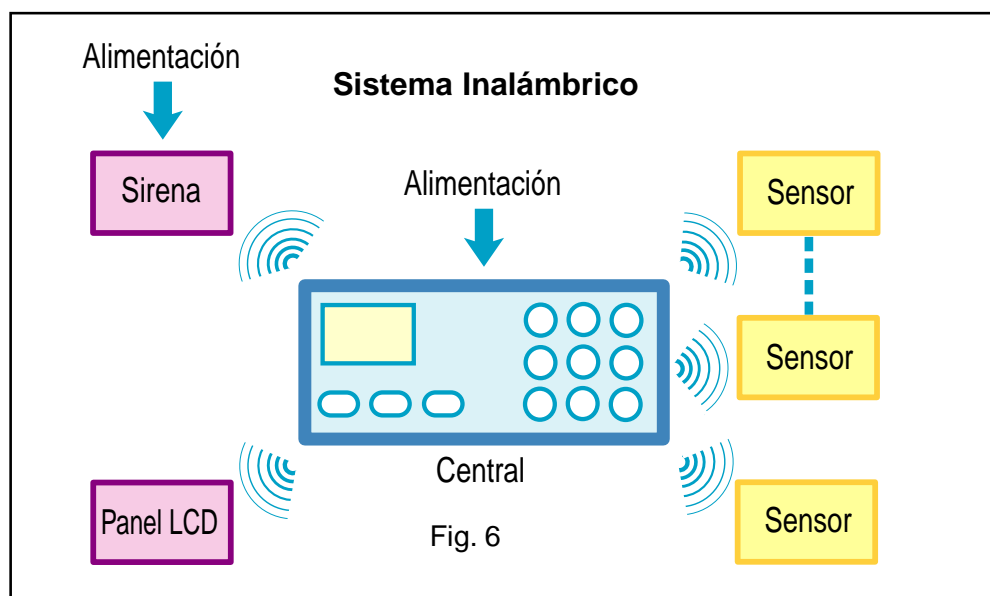 Alimentación
Sistema Inalámbrico
Sirena
Alimentación
Sensor
Sensor
Central
Panel LCD
Sensor
Fig. 6